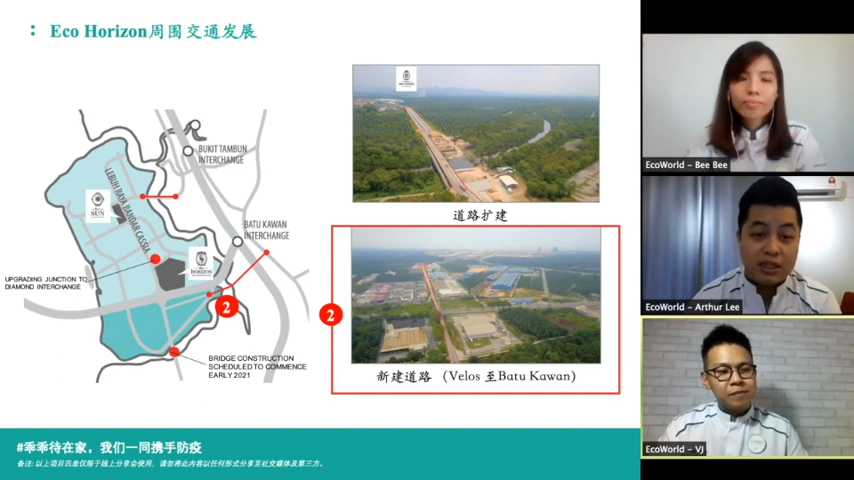 : Eco Horizon周围交通发展
BUKIT TAMBUN
INTERCHANGE
LEBUH RAYA BANDAR CASSIA
SUN
BATU KAWAN
INTERCHANGE
HORIZON
UPGRADING JUNCTION TO
DIAMOND INTERCHANGE
2
BRIDGE CONSTRUCTION
SCHEDULED TO COMMENCE
EARLY 2021
道路扩建
2
新建道路 （Velos 至Batu Kawan）
#乖乖待在家，我们一同携手防疫
备注: 以上项目讯息仅限于线上分享会使用，请勿将此内容以任何形式分享至社交媒体及第三方。
EcoWorld – Bee Bee
EcoWorld – Arthur Lee
EcoWorld – VJ